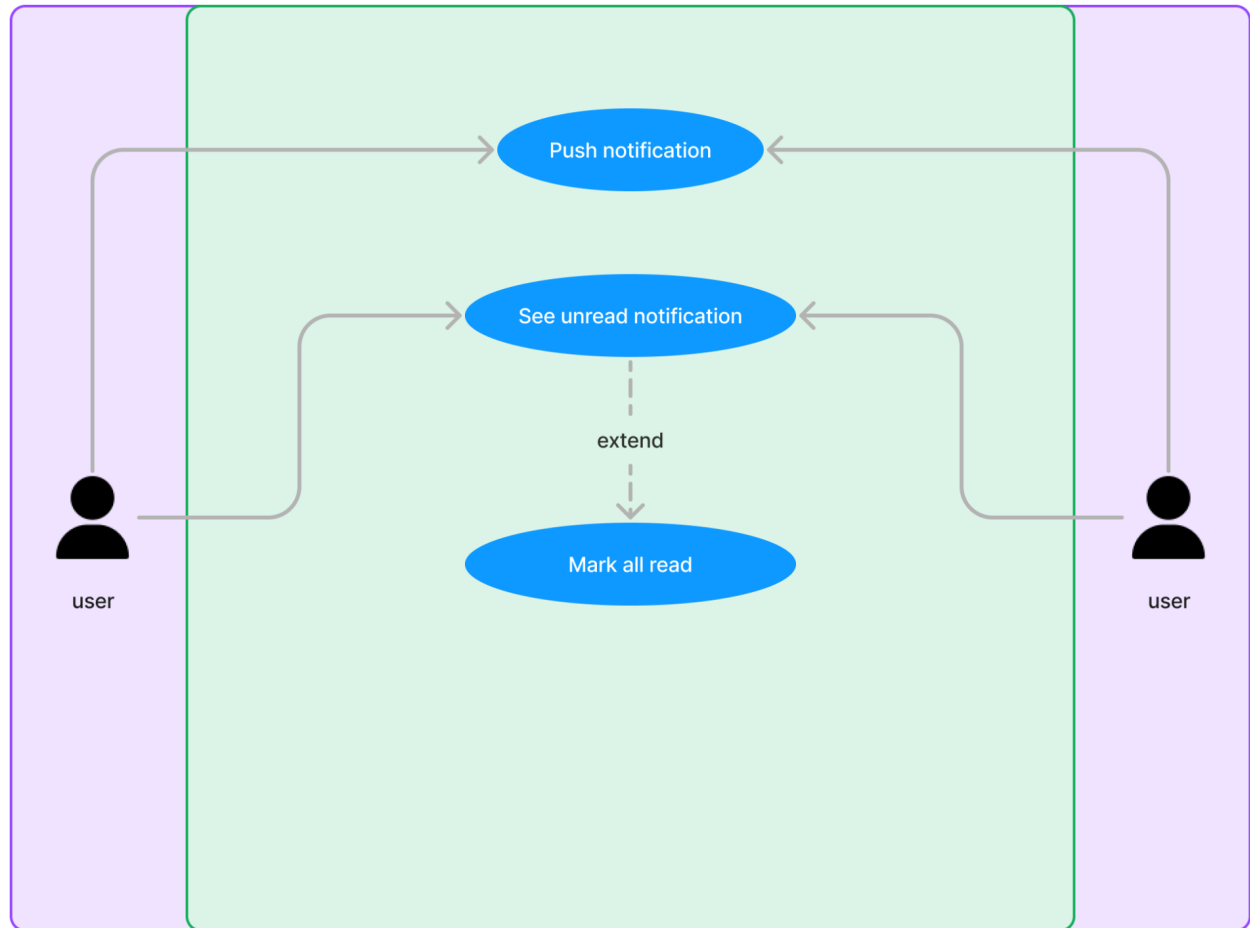 Push notification
See unread notification
extend
Mark all read
user
user